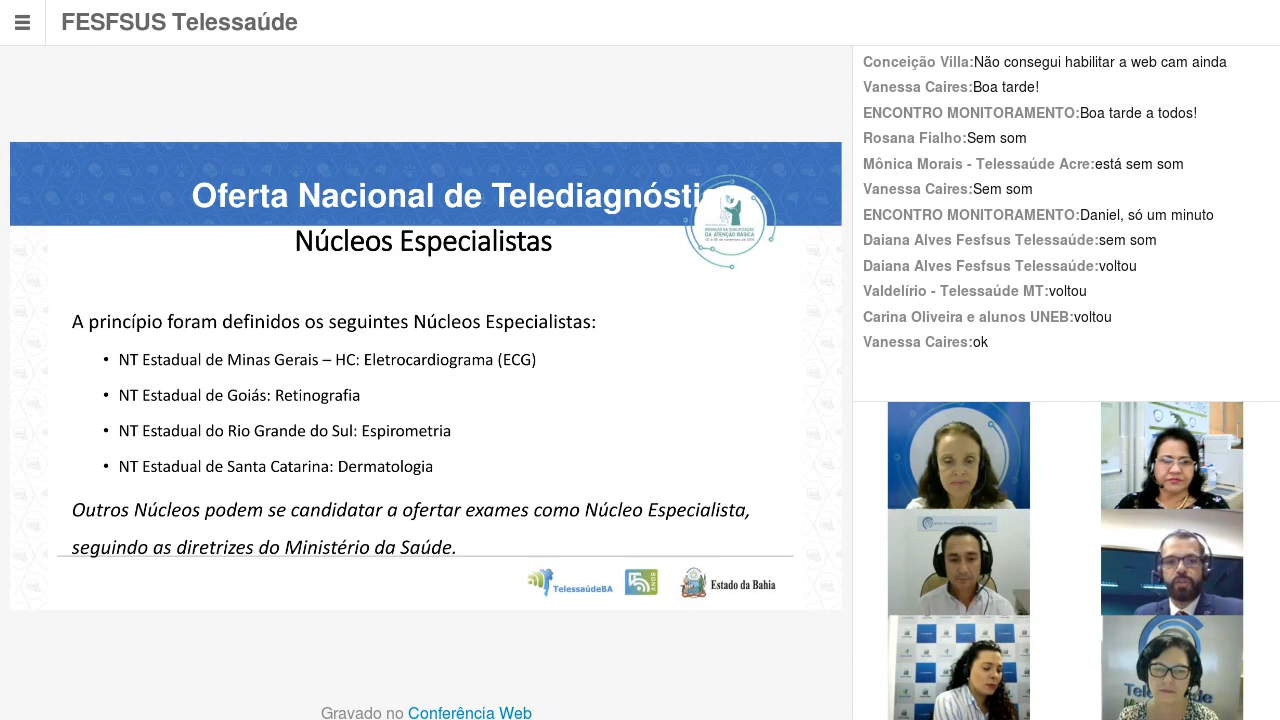 FESFSUS Telessaúde
Oferta Nacional de Telediagnósti
Núcleos Especialistas
A princípio foram definidos os seguintes Núcleos Especialistas:
• NT Estadual de Minas Gerais – HC: Eletrocardiograma (ECG)
• NT Estadual de Goiás: Retinografia
• NT Estadual do Rio Grande do Sul: Espirometria
• NT Estadual de Santa Catarina: Dermatologia
Outros Núcleos podem se candidatar a ofertar exames como Núcleo Especialista,
seguindo as diretrizes do Ministério da Saúde.
TelessaúdeBA
Estado da Bahia
Gravado no Conferência Web
Conceição Villa:Não consegui habilitar a web cam ainda
Vanessa Caires:Boa tarde!
ENCONTRO MONITORAMENTO:Boa tarde a todos!
Rosana Fialho:Sem som
Mônica Morais - Telessaúde Acre:está sem som
Vanessa Caires:Sem som
ENCONTRO MONITORAMENTO:Daniel, só um minuto
Daiana Alves Fesfsus Telessaúde:sem som
Daiana Alves Fesfsus Telessaúde:voltou
Valdelírio - Telessaúde MT:voltou
Carina Oliveira e alunos UNEB:voltou
Vanessa Caires:ok